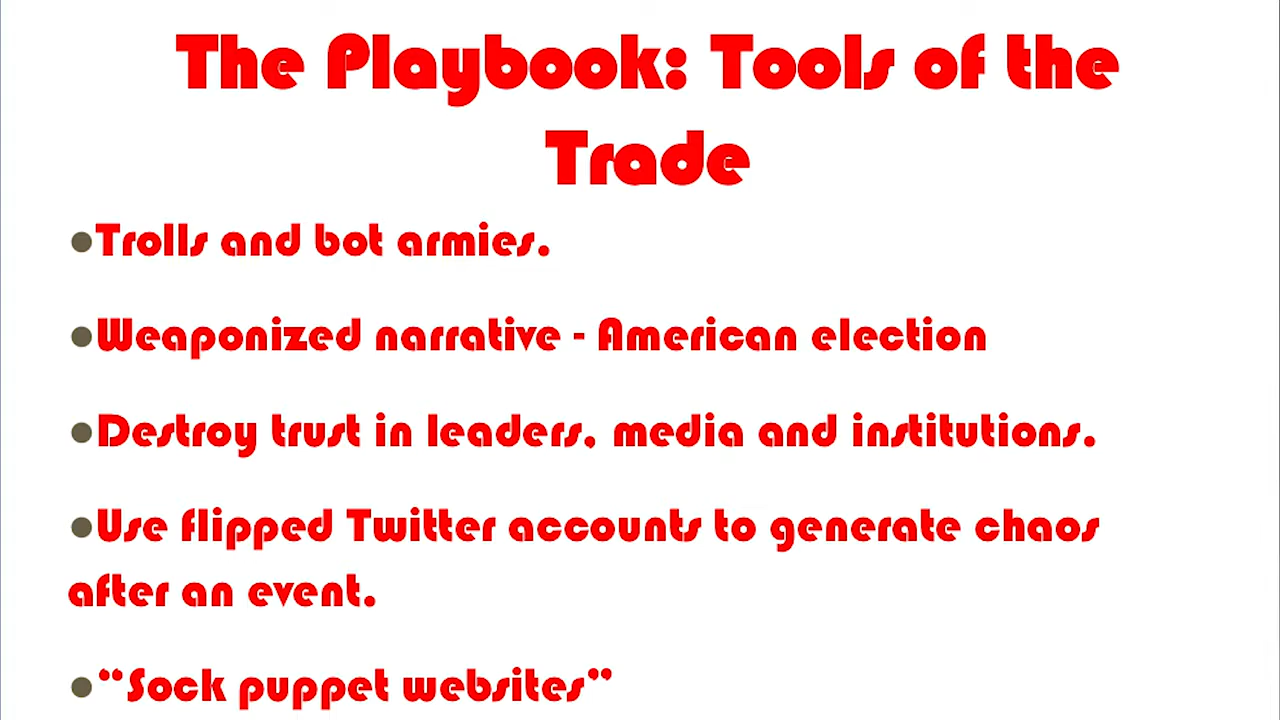 The Playbook: Tools of the
Trade
●Trolls and bot armies.
●Weaponized narrative - American election
●Destroy trust in leaders, media and institutions.
●Use flipped Twitter accounts to generate chaos
after an event.
●“Sock puppet websites”